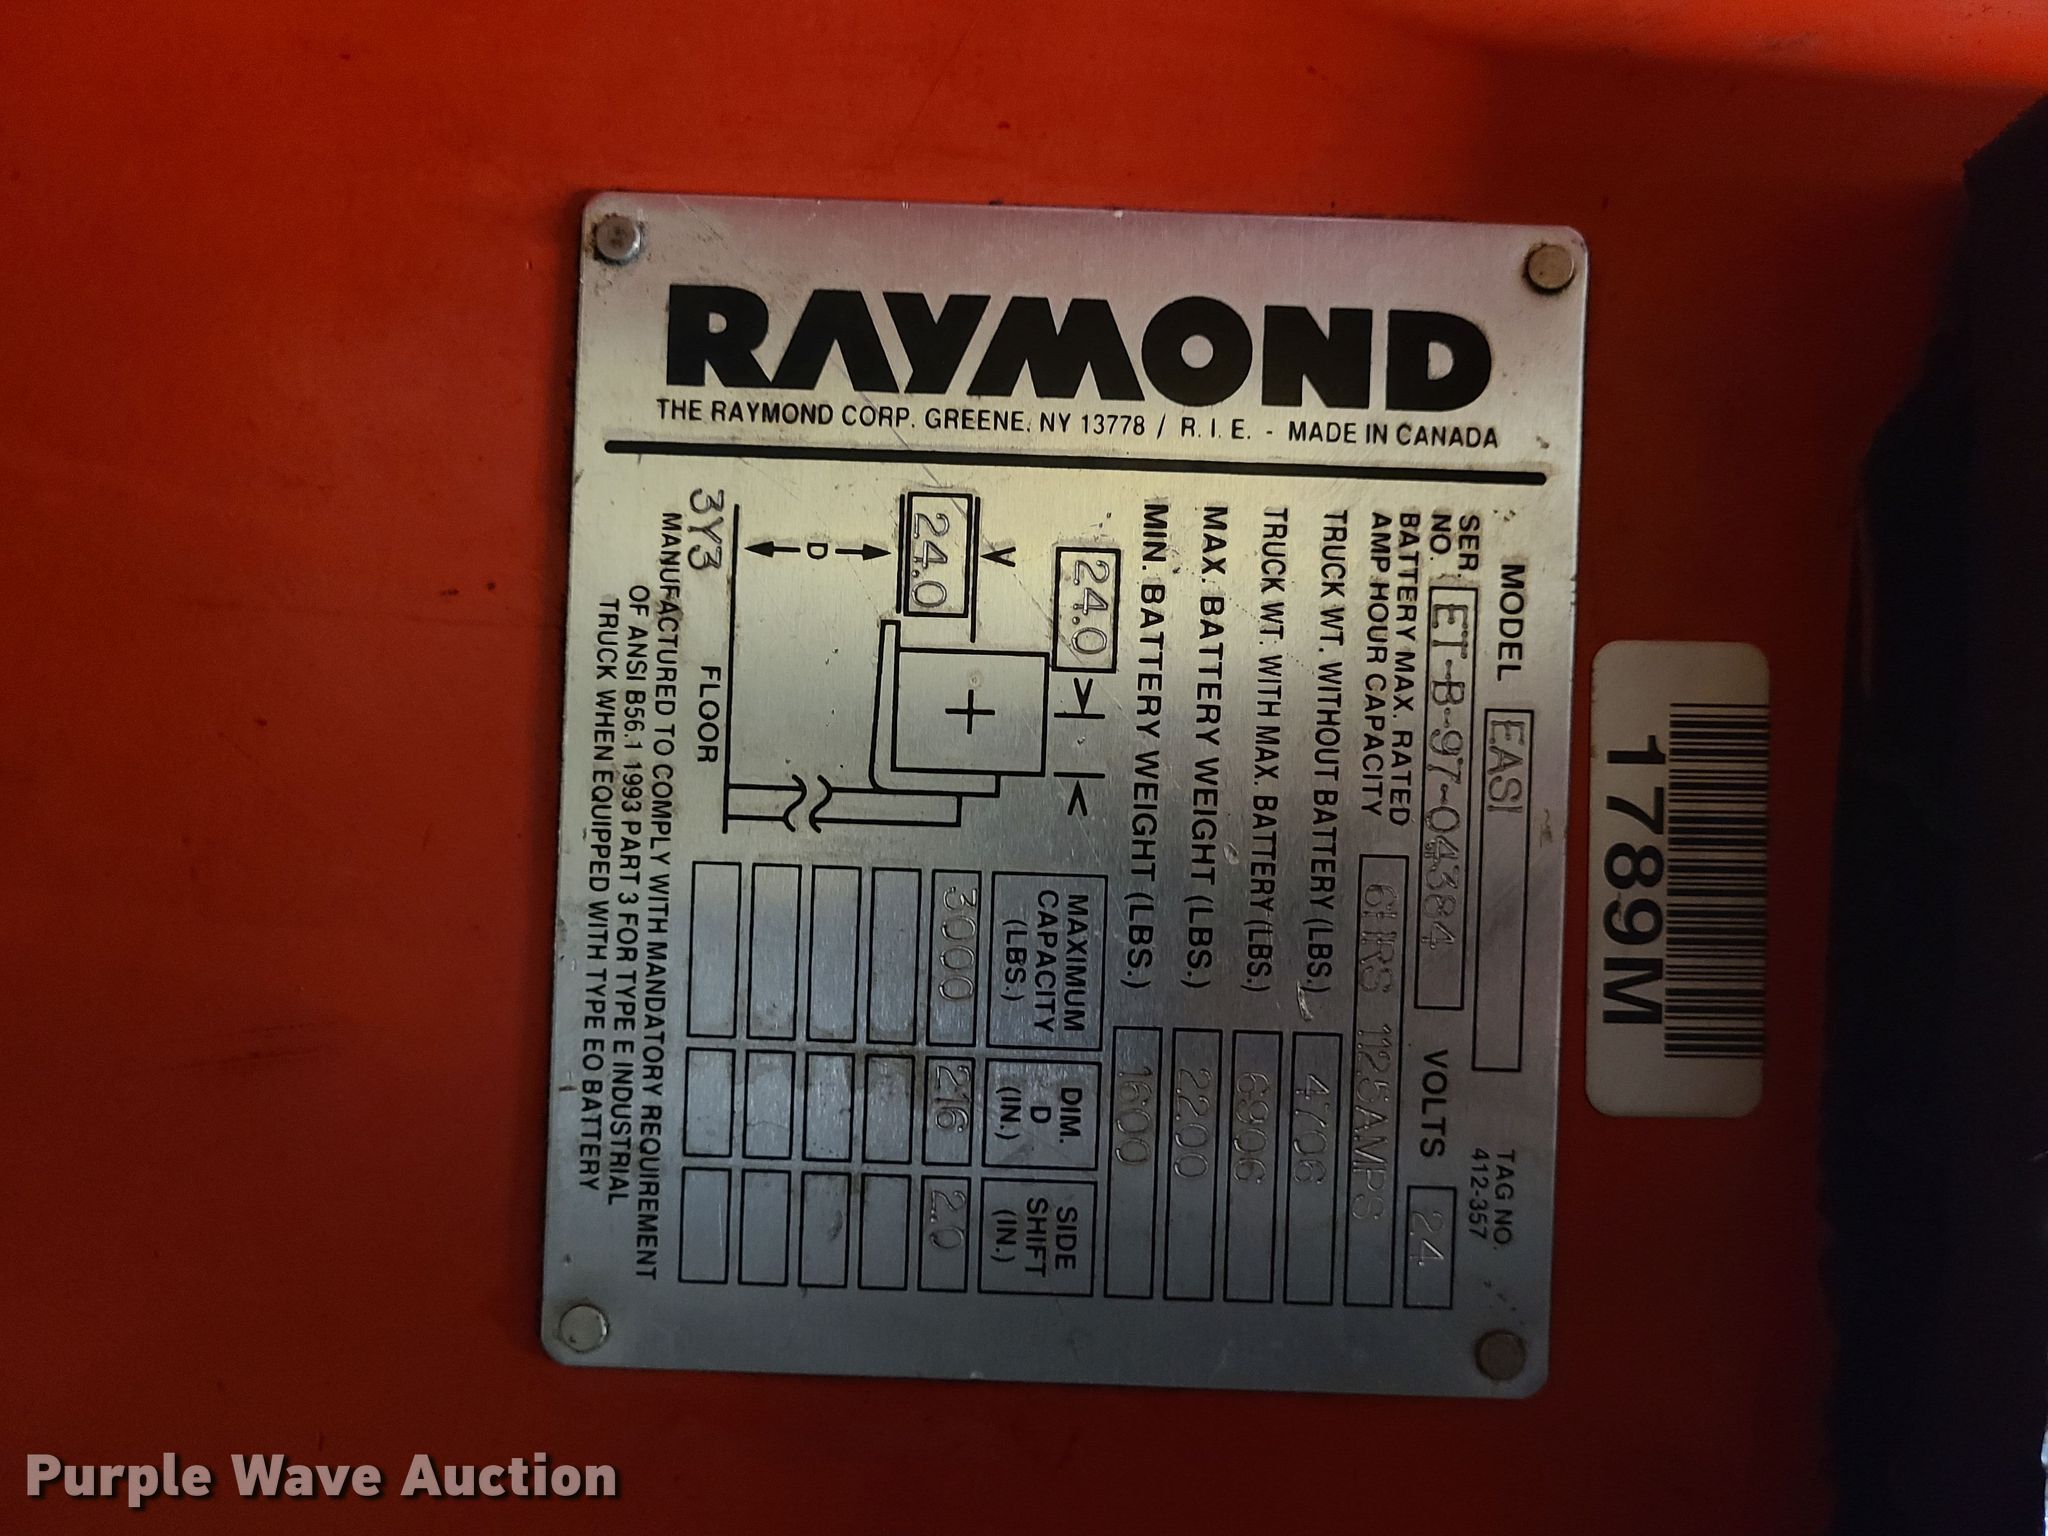 RAYMOND
THE RAYMOND CORP. GREENE, NY 13778 / R. I. E. - MADE IN CANADA
MODEL EASI
TAG NO.
412-357
SER.
NO. ET-B-97-04384
VOLTS 24
BATTERY MAX. RATED
AMP HOUR CAPACITY 6HRS 1125AMPS
TRUCK WT. WITHOUT BATTERY (LBS.) 4706
TRUCK WT. WITH MAX. BATTERY (LBS.) 6906
MAX. BATTERY WEIGHT (LBS.) 2200
MIN. BATTERY WEIGHT (LBS.) 1600
24.0
24.0
D
FLOOR
3Y3
MAXIMUM
CAPACITY
(LBS.)
DIM.
D
(IN.)
SIDE
SHIFT
(IN.)
3000 216 2.0
MANUFACTURED TO COMPLY WITH MANDATORY REQUIREMENT
OF ANSI B56.1 1993 PART 3 FOR TYPE E INDUSTRIAL
TRUCK WHEN EQUIPPED WITH TYPE EO BATTERY
1789M
Purple Wave Auction